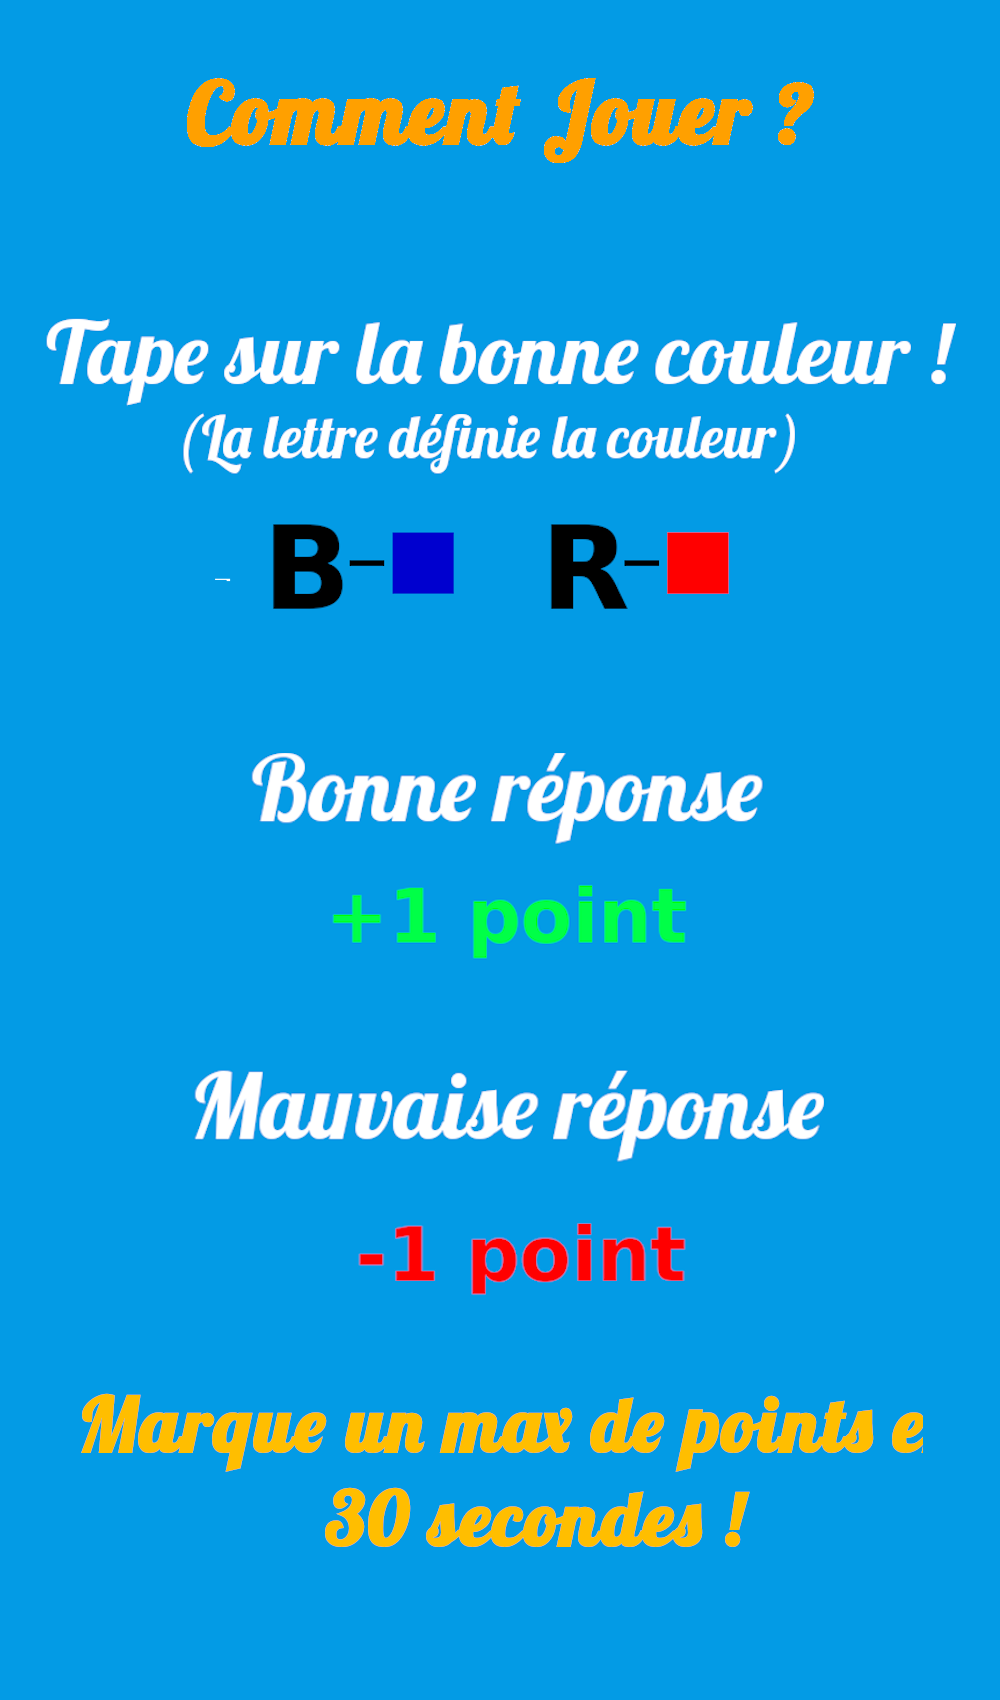 Comment Jouer ?
Tape sur la bonne couleur !
(La lettre définie la couleur)
B- R-
Bonne réponse
+1 point
Mauvaise réponse
-1 point
Marque un max de points e
30 secondes !